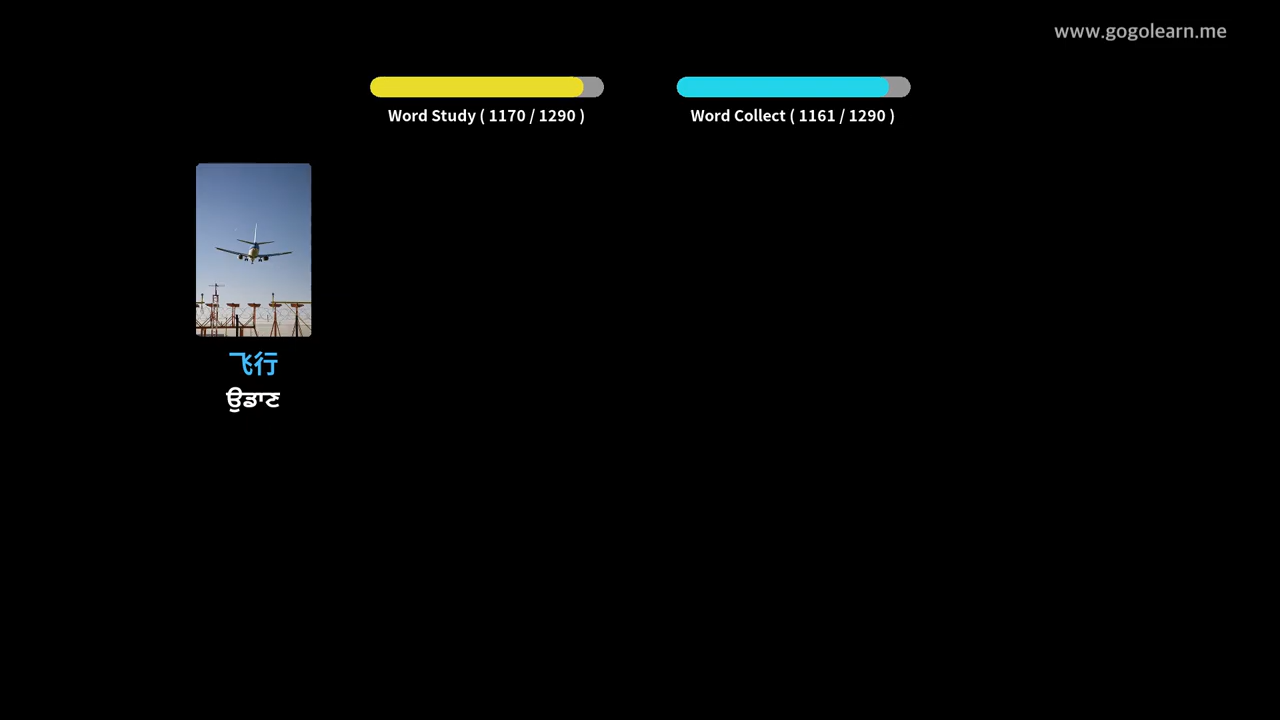 www.gogolearn.me
Word Study ( 1170 / 1290 )
Word Collect ( 1161 / 1290 )
飞行
ਉਡਾਣ